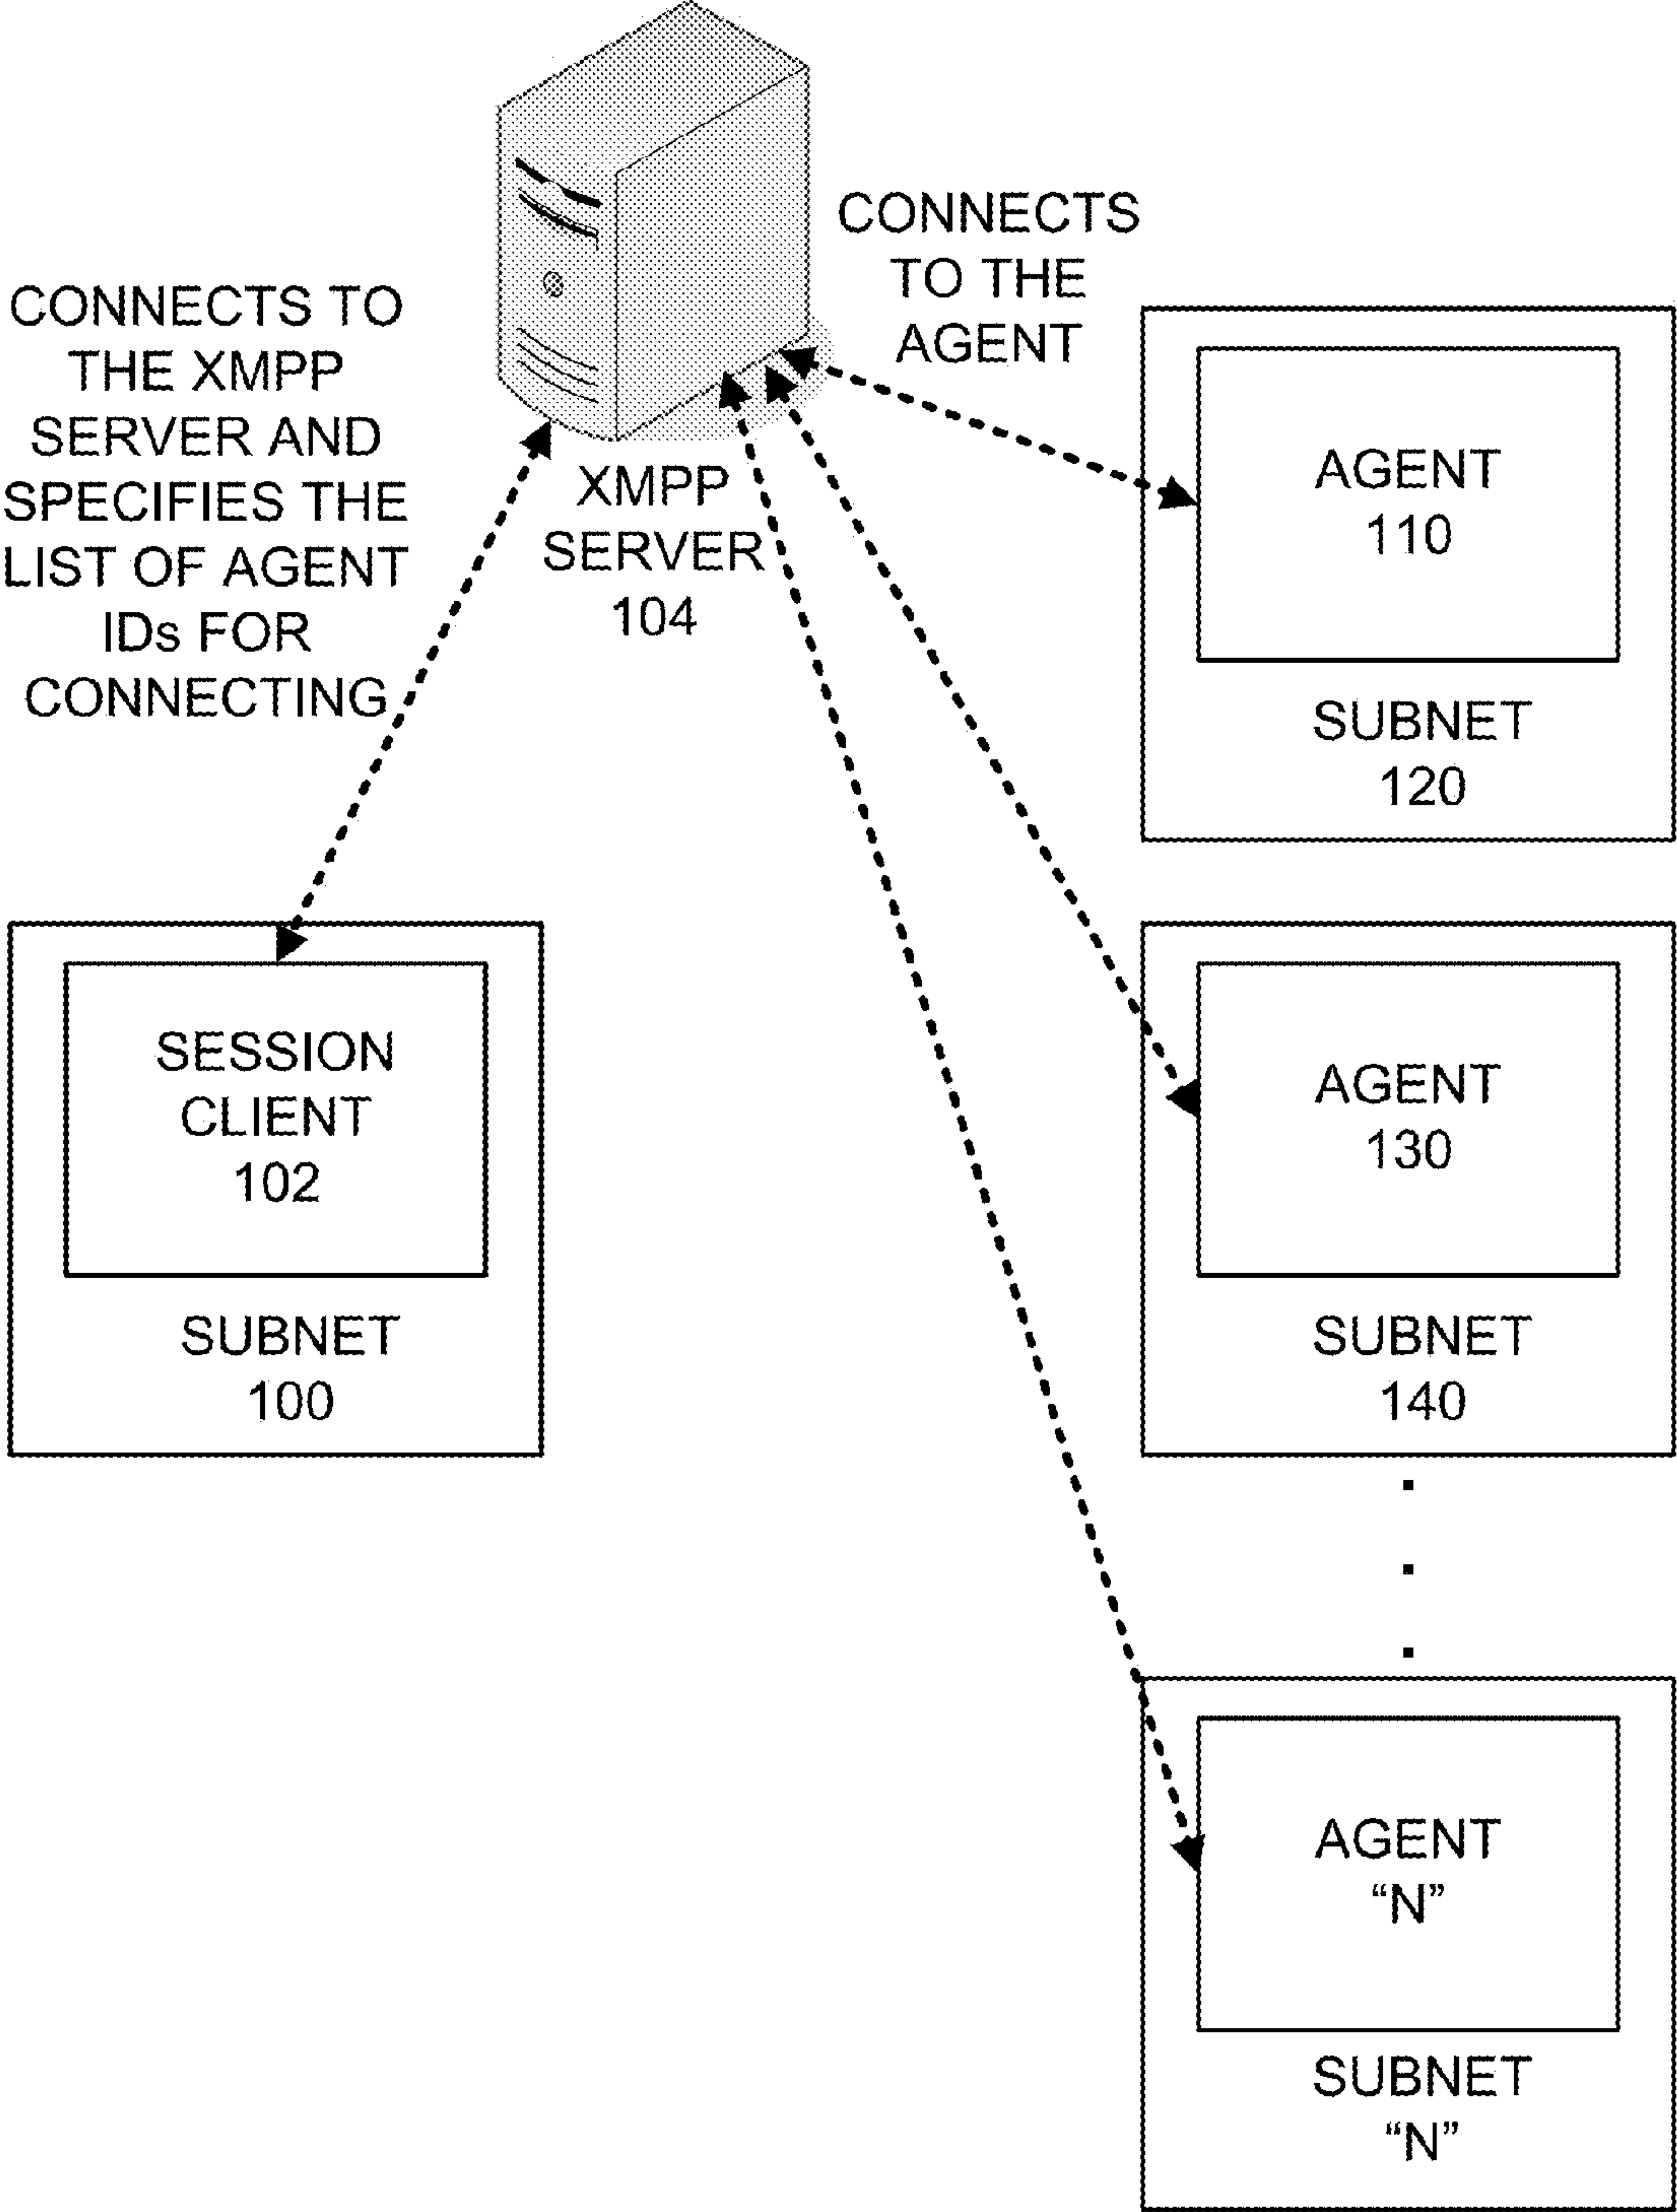 CONNECTS TO
THE XMPP
SERVER AND
SPECIFIES THE
LIST OF AGENT
IDs FOR
CONNECTING
XMPP
SERVER
104
CONNECTS
TO THE
AGENT
AGENT
110
SUBNET
120
SESSION
CLIENT
102
SUBNET
100
AGENT
130
SUBNET
140
AGENT
“N”
SUBNET
“N”